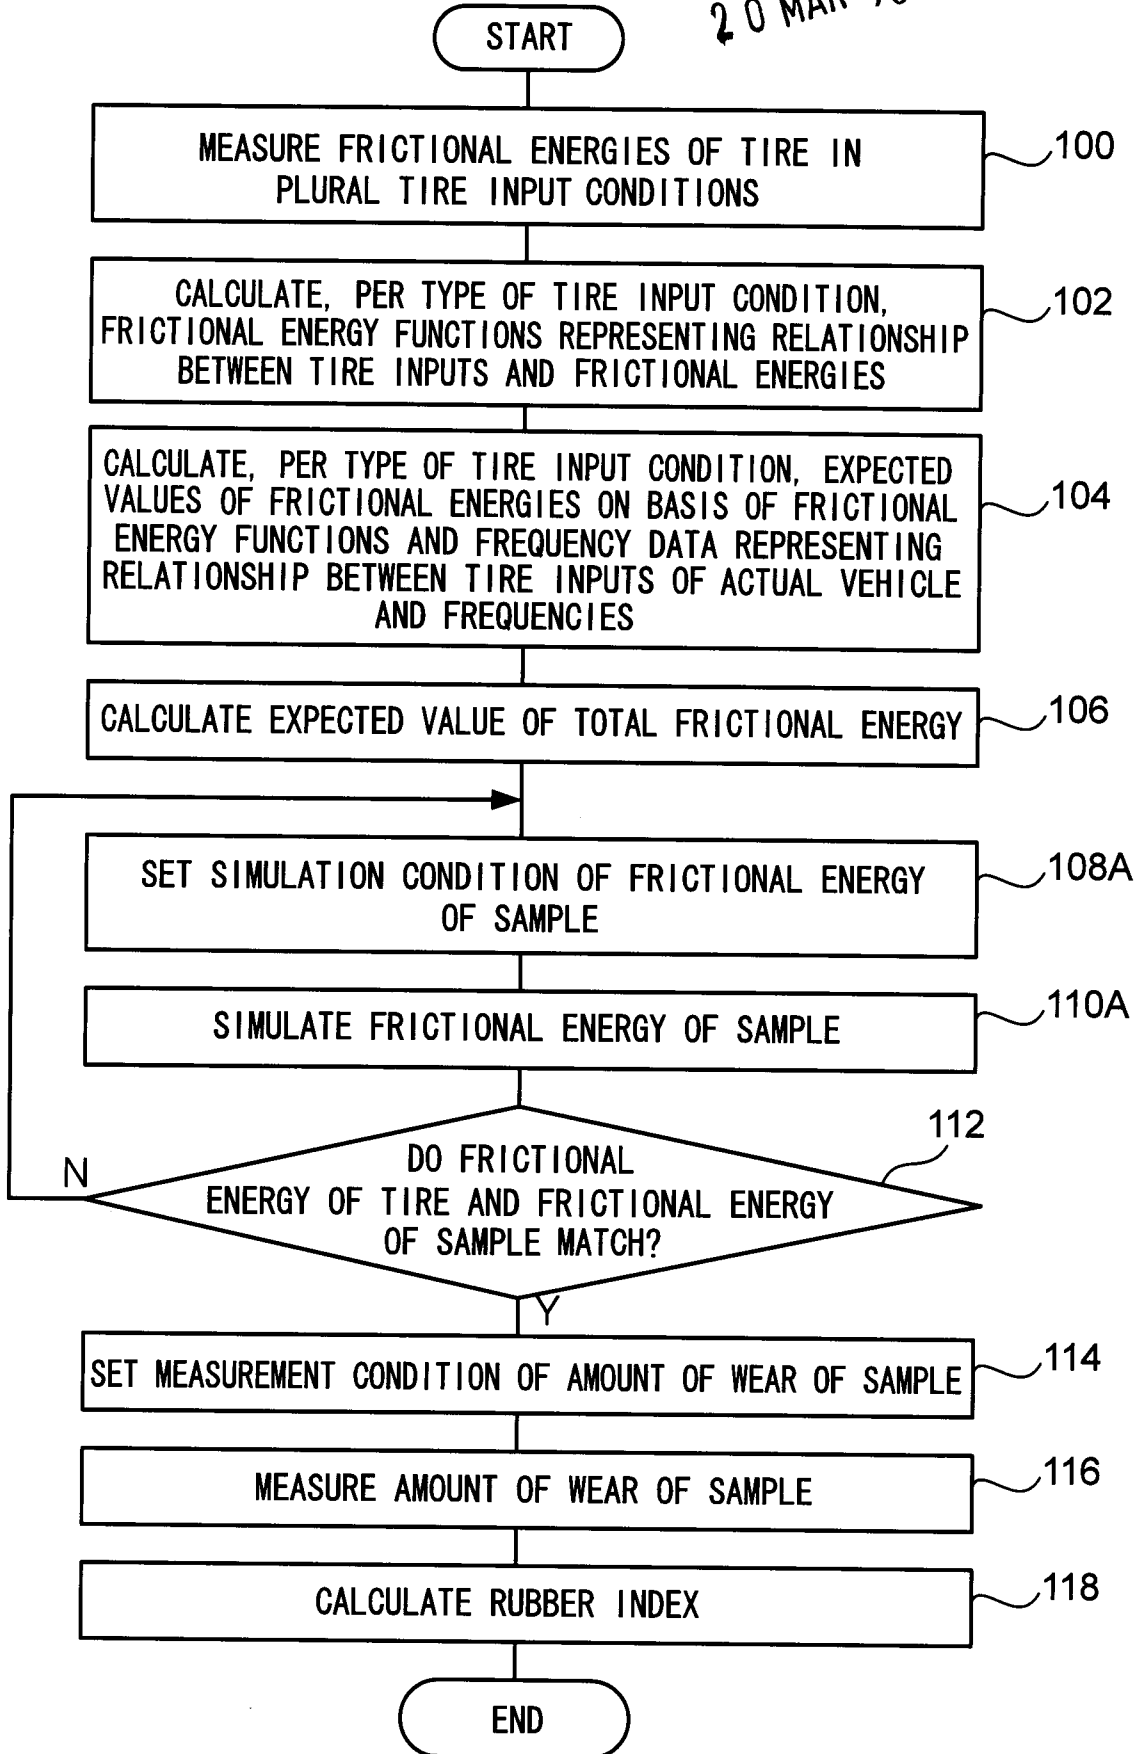 20 MAR
START
MEASURE FRICTIONAL ENERGIES OF TIRE IN
PLURAL TIRE INPUT CONDITIONS
100
CALCULATE, PER TYPE OF TIRE INPUT CONDITION,
FRICTIONAL ENERGY FUNCTIONS REPRESENTING RELATIONSHIP
BETWEEN TIRE INPUTS AND FRICTIONAL ENERGIES
102
CALCULATE, PER TYPE OF TIRE INPUT CONDITION, EXPECTED
VALUES OF FRICTIONAL ENERGIES ON BASIS OF FRICTIONAL
ENERGY FUNCTIONS AND FREQUENCY DATA REPRESENTING
RELATIONSHIP BETWEEN TIRE INPUTS OF ACTUAL VEHICLE
AND FREQUENCIES
104
CALCULATE EXPECTED VALUE OF TOTAL FRICTIONAL ENERGY
106
SET SIMULATION CONDITION OF FRICTIONAL ENERGY
OF SAMPLE
108A
SIMULATE FRICTIONAL ENERGY OF SAMPLE
110A
112
DO FRICTIONAL
ENERGY OF TIRE AND FRICTIONAL ENERGY
OF SAMPLE MATCH?
N
Y
SET MEASUREMENT CONDITION OF AMOUNT OF WEAR OF SAMPLE
114
MEASURE AMOUNT OF WEAR OF SAMPLE
116
CALCULATE RUBBER INDEX
118
END